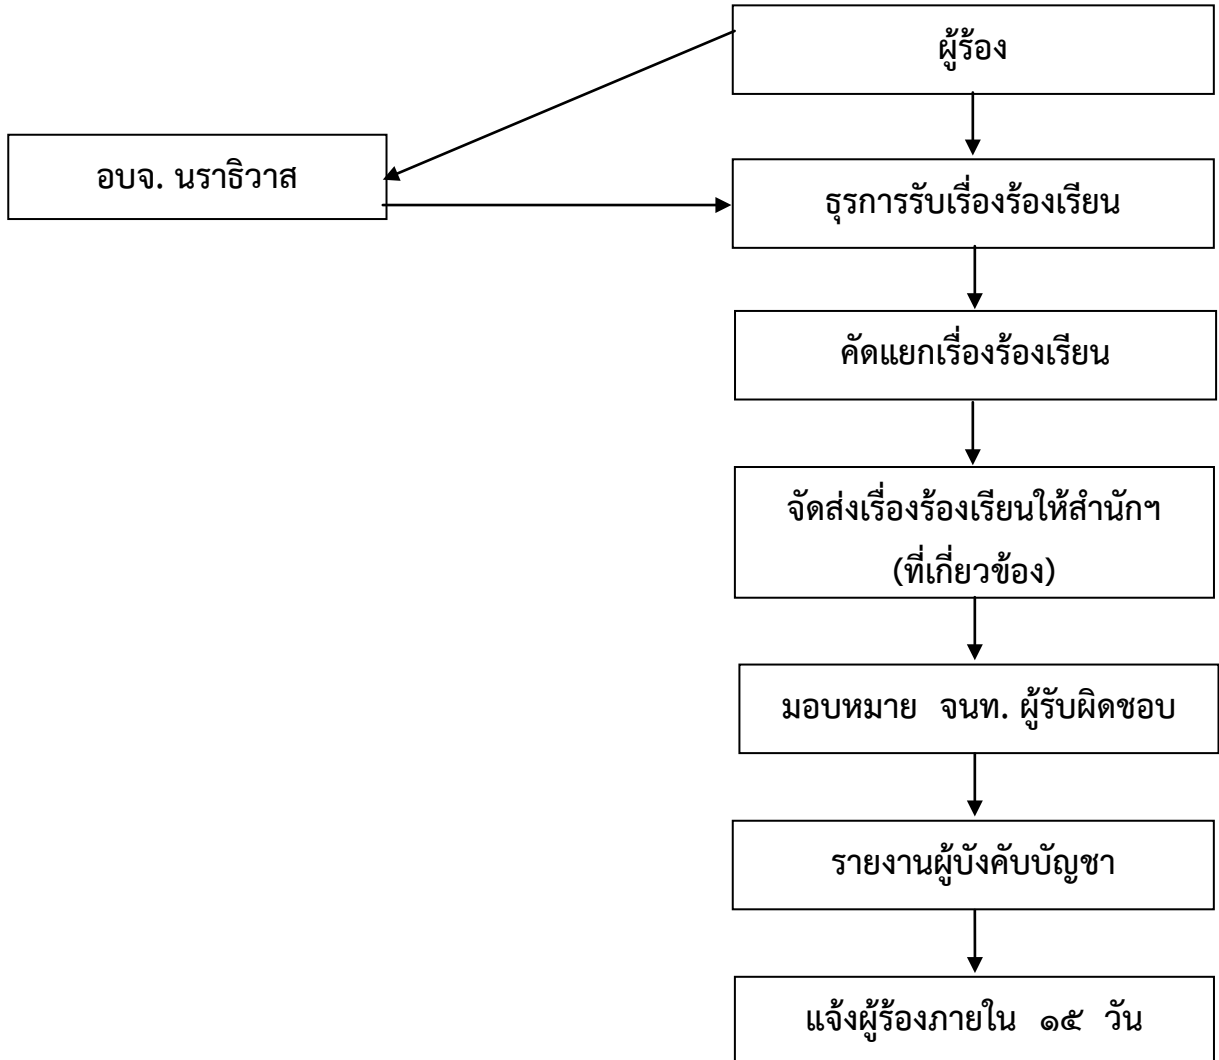 ผู้ร้อง
อบจ. นราธิวาส
ธุรการรับเรื่องร้องเรียน
คัดแยกเรื่องร้องเรียน
จัดส่งเรื่องร้องเรียนให้สำนักฯ
(ที่เกี่ยวข้อง)
มอบหมาย จนท. ผู้รับผิดชอบ
รายงานผู้บังคับบัญชา
แจ้งผู้ร้องภายใน ๑๕ วัน